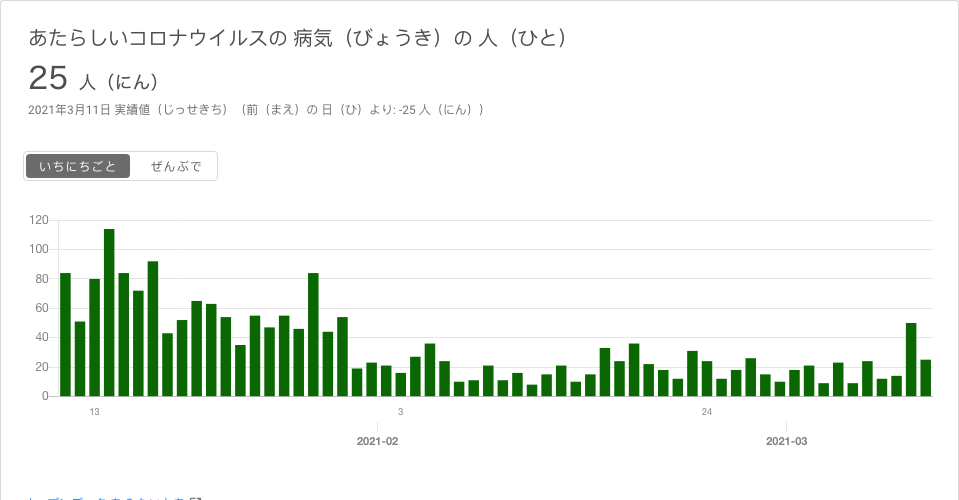 あたらしいコロナウイルスの 病気（びょうき）の 人（ひと）
25 人（にん）
2021年3月11日 実績値（じっせきち）（前（まえ）の 日（ひ）より: -25 人（にん））
いちにちごと ぜんぶで
120
100
80
60
40
20
0
13 3 24
2021-02 2021-03